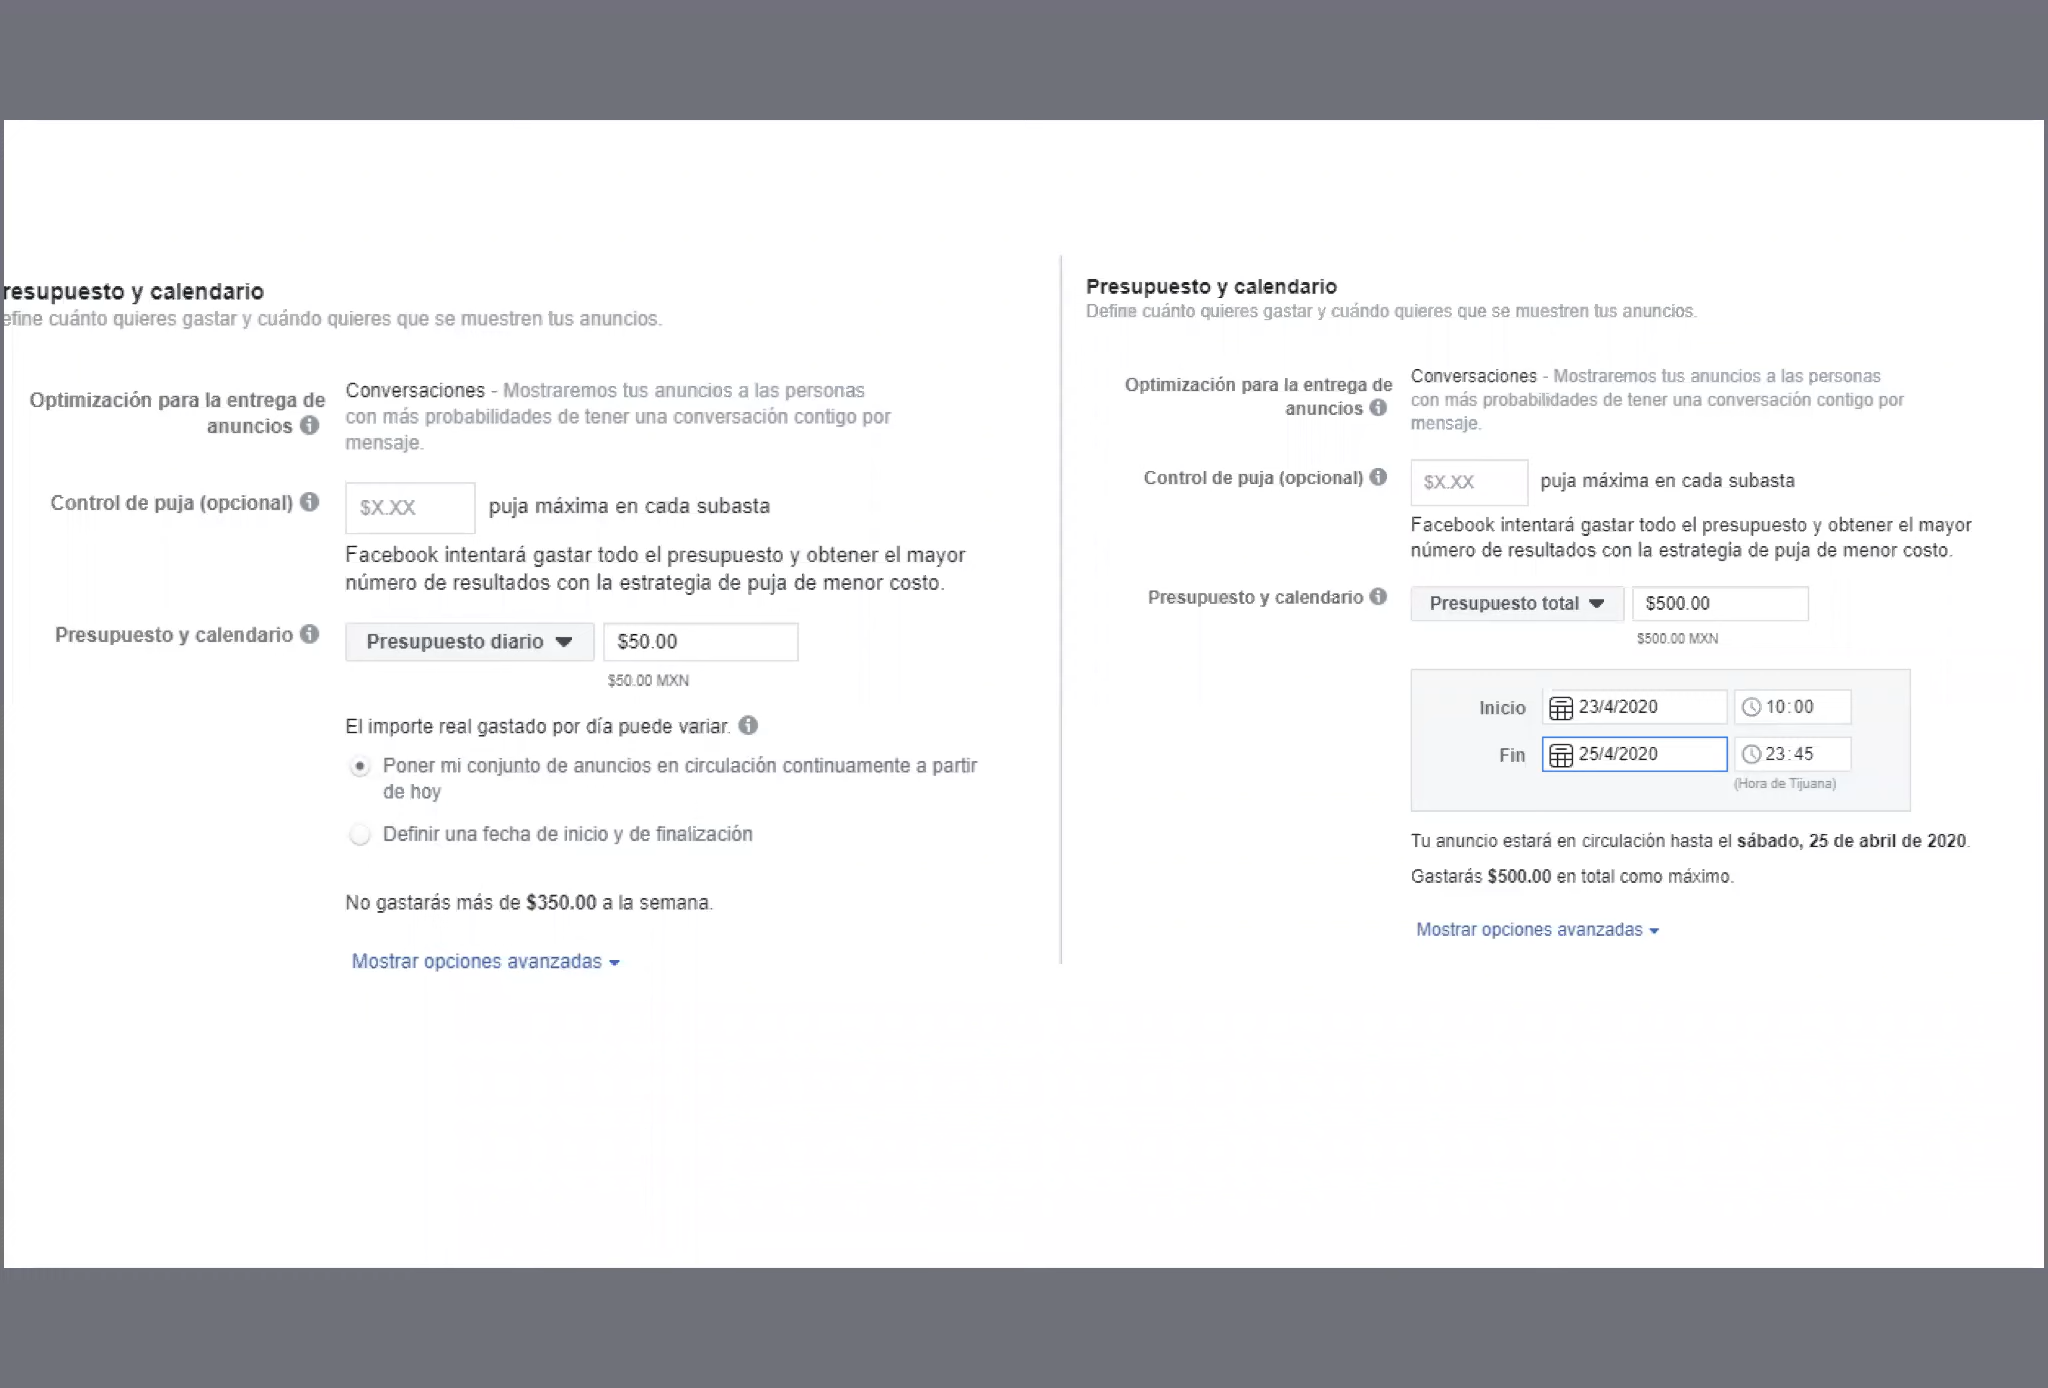 resupuesto y calendario
efine cuánto quieres gastar y cuándo quieres que se muestren tus anuncios.
Optimización para la entrega de
anuncios
Conversaciones - Mostraremos tus anuncios a las personas
con más probabilidades de tener una conversación contigo por
mensaje.
Control de puja (opcional)
$X.XX puja máxima en cada subasta
Facebook intentará gastar todo el presupuesto y obtener el mayor
número de resultados con la estrategia de puja de menor costo.
Presupuesto y calendario
Presupuesto diario $50.00
$50.00 MXN
El importe real gastado por día puede variar.
Poner mi conjunto de anuncios en circulación continuamente a partir
de hoy
Definir una fecha de inicio y de finalización
No gastarás más de $350.00 a la semana.
Mostrar opciones avanzadas
Presupuesto y calendario
Define cuánto quieres gastar y cuándo quieres que se muestren tus anuncios.
Optimización para la entrega de
anuncios
Conversaciones - Mostraremos tus anuncios a las personas
con más probabilidades de tener una conversación contigo por
mensaje.
Control de puja (opcional)
$X.XX puja máxima en cada subasta
Facebook intentará gastar todo el presupuesto y obtener el mayor
número de resultados con la estrategia de puja de menor costo.
Presupuesto y calendario
Presupuesto total $500.00
$500.00 MXN
Inicio 23/4/2020 10:00
Fin 25/4/2020 23:45
(Hora de Tijuana)
Tu anuncio estará en circulación hasta el sábado, 25 de abril de 2020.
Gastarás $500.00 en total como máximo.
Mostrar opciones avanzadas